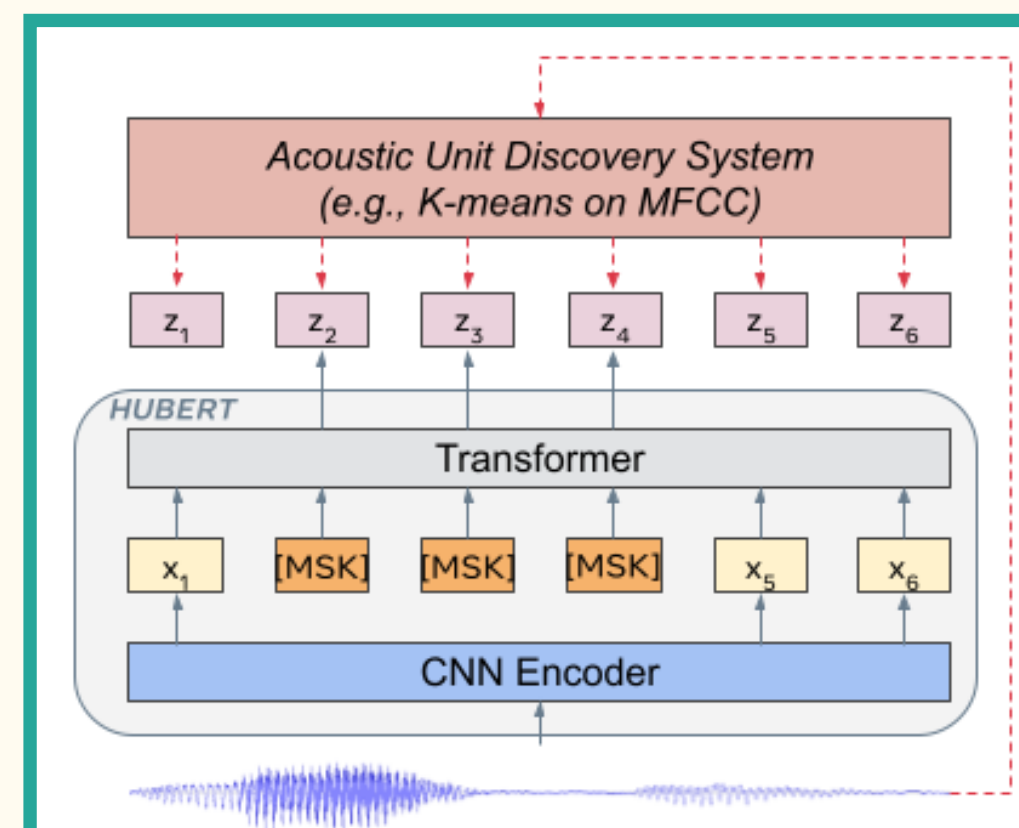 Acoustic Unit Discovery System
(e.g., K-means on MFCC)
z1 z2 z3 z4 z5 z6
HUBERT
Transformer
x1 [MSK] [MSK] [MSK] x5 x6
CNN Encoder